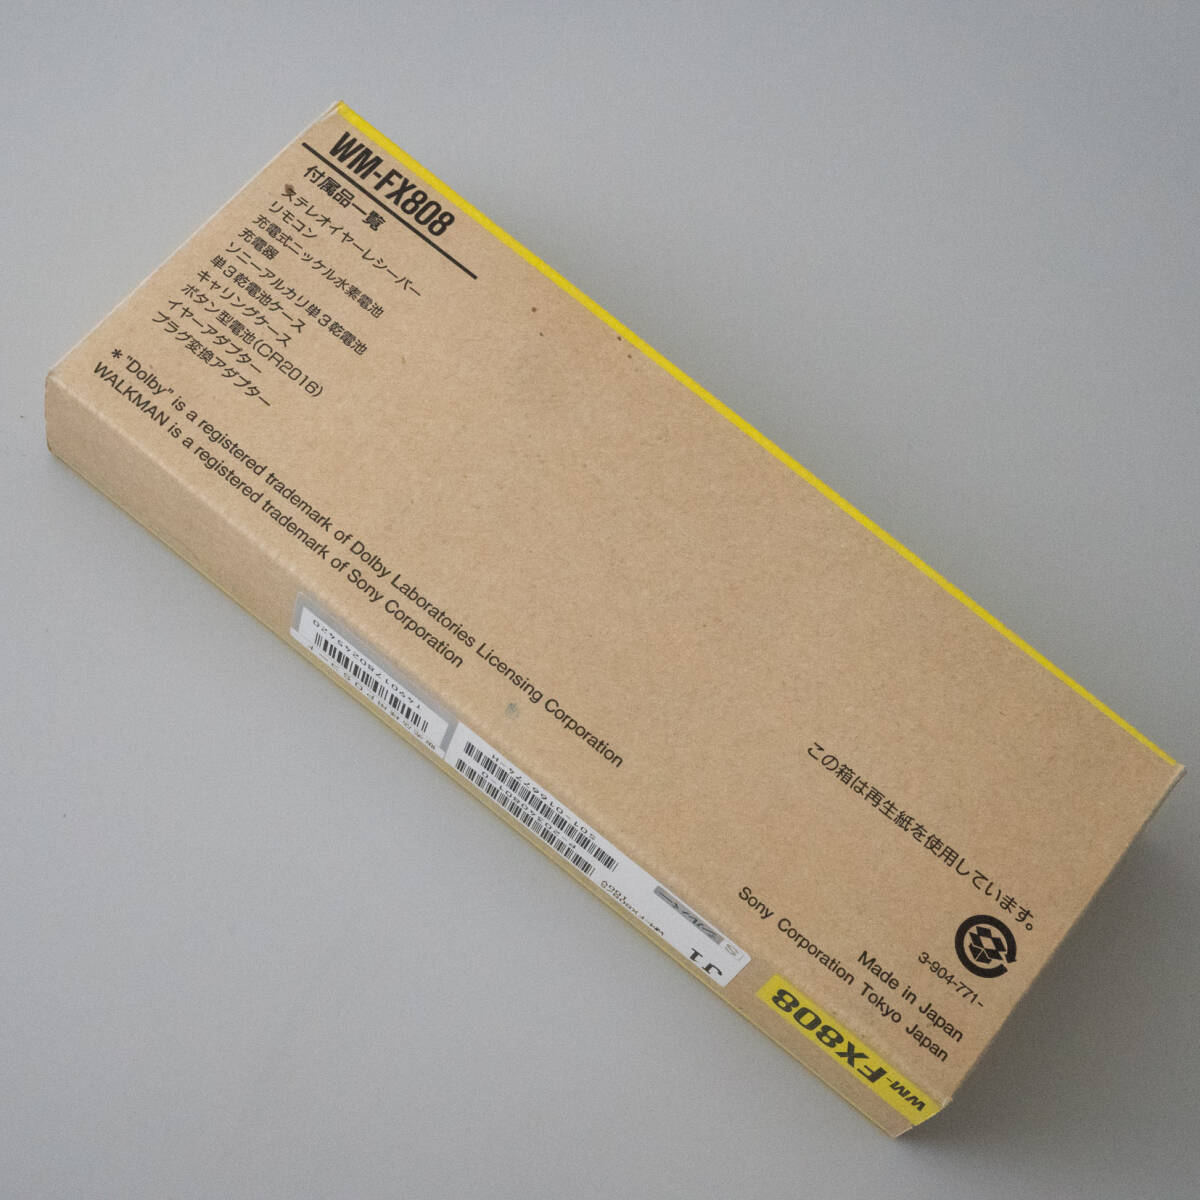 WM-FX808
付属品一覧
ステレオイヤーレシーバー
リモコン
充電式ニッケル水素電池
充電器
ソニーアルカリ単3乾電池
単3乾電池ケース
キャリングケース
ボタン型電池(CR2016)
イヤーアダプター
プラグ変換アダプター
* "Dolby" is a registered trademark of Dolby Laboratories Licensing Corporation
WALKMAN is a registered trademark of Sony Corporation
この箱は再生紙を使用しています。
3-904-771-
Made in Japan
Sony Corporation Tokyo Japan
WM-FX808
J1
シルバー
S01-0166774-H